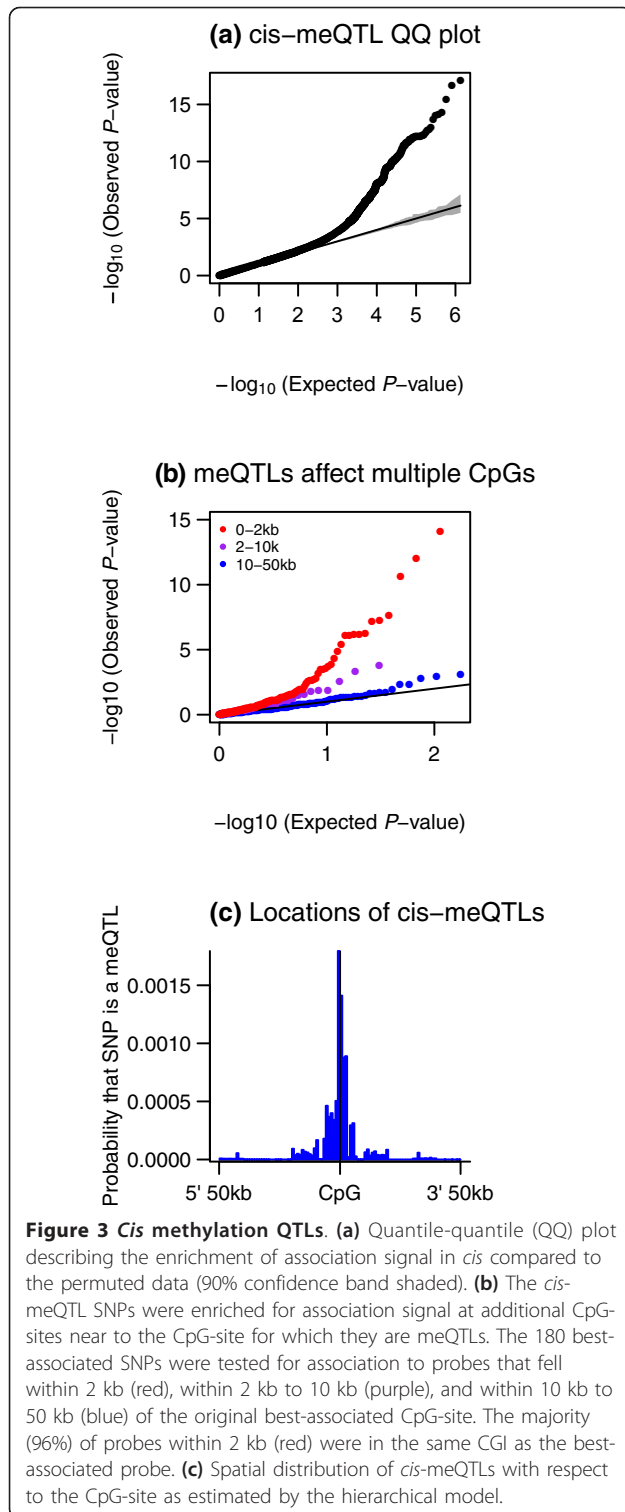 (a) cis−meQTL QQ plot
−log10 (Observed P−value)
15
10
5
0
0 1 2 3 4 5 6
−log10 (Expected P−value)
(b) meQTLs affect multiple CpGs
−log10 (Observed P−value)
15
10
5
0
0−2kb
2−10k
10−50kb
0 1 2
−log10 (Expected P−value)
(c) Locations of cis−meQTLs
Probability that SNP is a meQTL
0.0015
0.0010
0.0005
0.0000
5' 50kb CpG 3' 50kb
Figure 3 Cis methylation QTLs. (a) Quantile-quantile (QQ) plot
describing the enrichment of association signal in cis compared to
the permuted data (90% confidence band shaded). (b) The cis-
meQTL SNPs were enriched for association signal at additional CpG-
sites near to the CpG-site for which they are meQTLs. The 180 best-
associated SNPs were tested for association to probes that fell
within 2 kb (red), within 2 kb to 10 kb (purple), and within 10 kb to
50 kb (blue) of the original best-associated CpG-site. The majority
(96%) of probes within 2 kb (red) were in the same CGI as the best-
associated probe. (c) Spatial distribution of cis-meQTLs with respect
to the CpG-site as estimated by the hierarchical model.